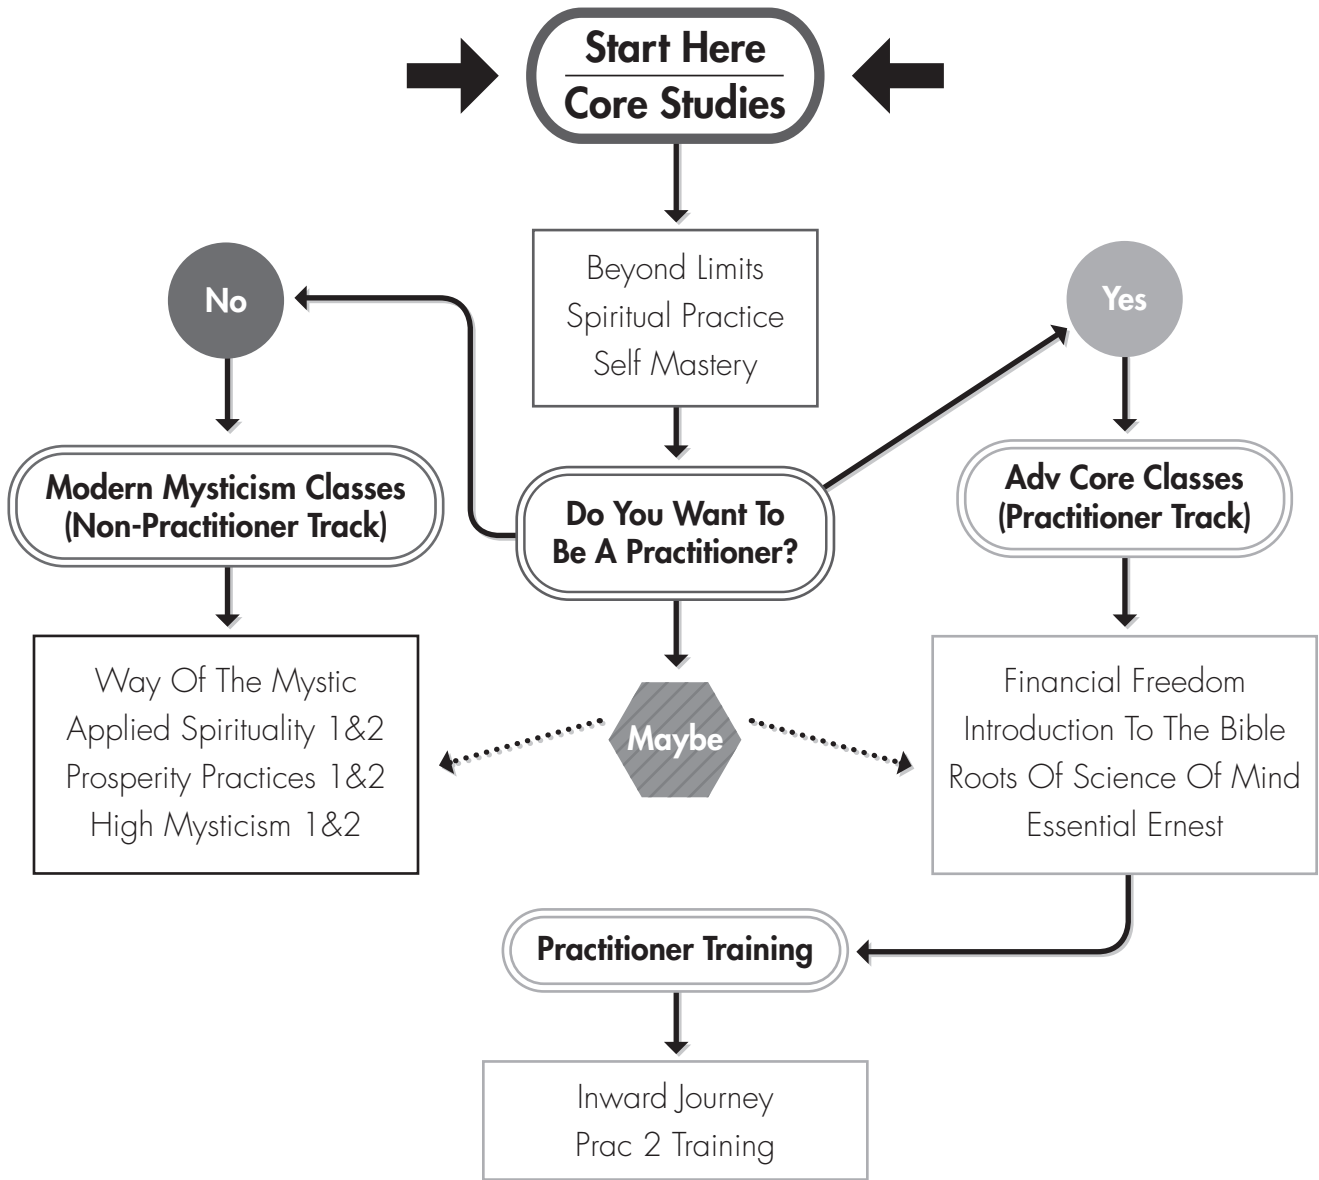 Start Here
Core Studies
Beyond Limits
Spiritual Practice
Self Mastery
Do You Want To
Be A Practitioner?
No
Modern Mysticism Classes
(Non-Practitioner Track)
Way Of The Mystic
Applied Spirituality 1&2
Prosperity Practices 1&2
High Mysticism 1&2
Maybe
Yes
Adv Core Classes
(Practitioner Track)
Financial Freedom
Introduction To The Bible
Roots Of Science Of Mind
Essential Ernest
Practitioner Training
Inward Journey
Prac 2 Training